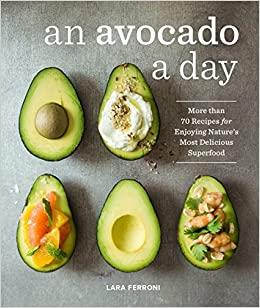 an avocado
a day
More than
70 Recipes for
Enjoying Nature's
Most Delicious
Superfood
LARA FERRONI